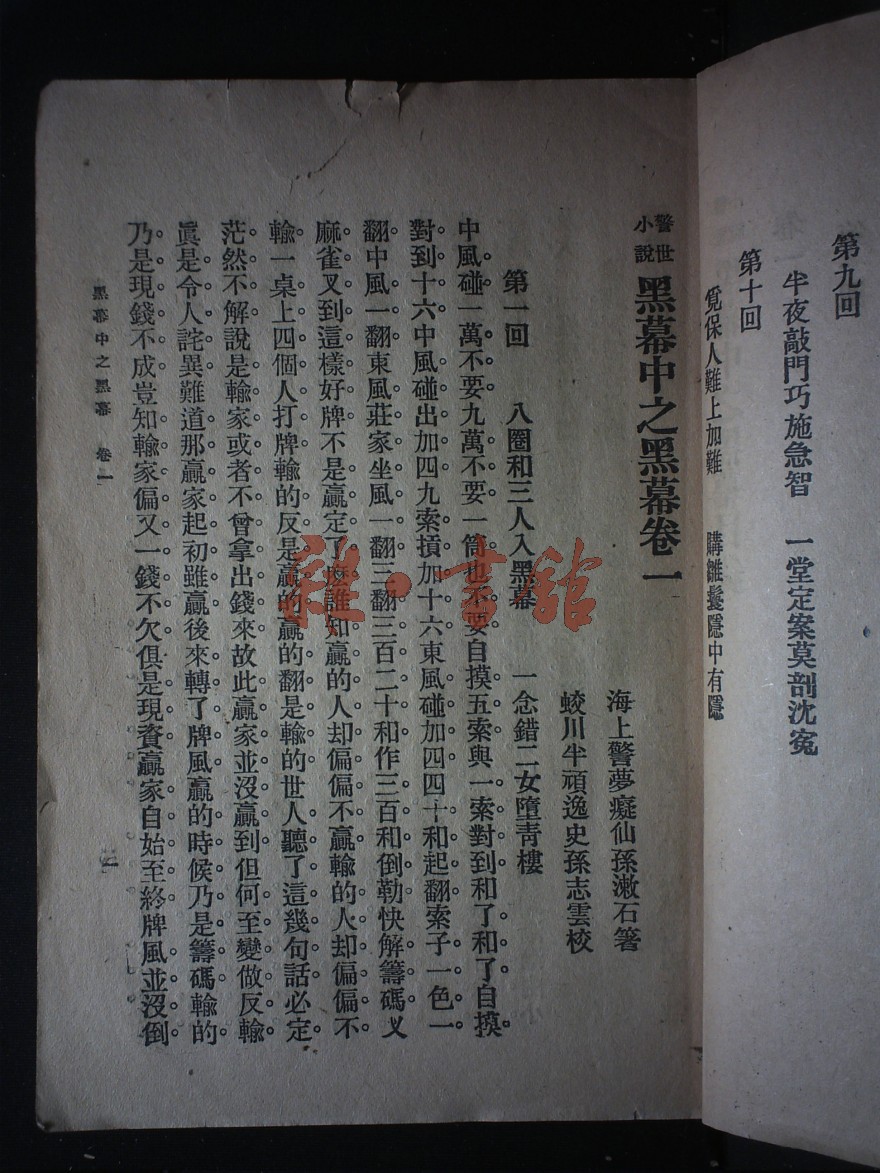 第九回
半夜敲門巧施急智　一堂定案莫剖沈冤
第十回
覓保人難上加難　購雛鬟隱中有隱
警世小說
黑幕中之黑幕卷一
海上警夢癡仙孫漱石箸
蛟川半頑逸史孫志雲校
第一回　八圈和三人入黑幕　一念錯二女墮靑樓
中風碰。一萬不要。九萬不要。一筒也不要。自摸五索與一索對到和了和了。自摸。
對到十六。中風碰出加四。九索摃加十六。東風碰加四。四十和起翻。索子一色一
翻。中風一翻。東風莊家坐風一翻。三翻三百二十和。作三百和倒勒。快解籌碼。乂
麻雀叉到這樣好牌。不是贏定了麽。誰知贏的人却偏偏不贏。輸的人却偏偏不
輸。一桌上四個人打牌。輸的反是贏的。贏的翻是輸的。世人聽了這幾句話。必定
茫然不解。說是輸家或者不曾拿出錢來。故此贏家並沒贏到。但何至變做反輸。
眞是令人詫異。難道那贏家起初雖贏。後來轉了牌風。贏的時候乃是籌碼。輸的
乃是現錢不成。豈知輸家偏又一錢不欠。俱是現賚。贏家自始至終牌風並沒倒
黑幕中之黑幕　卷一
一
雜·書館